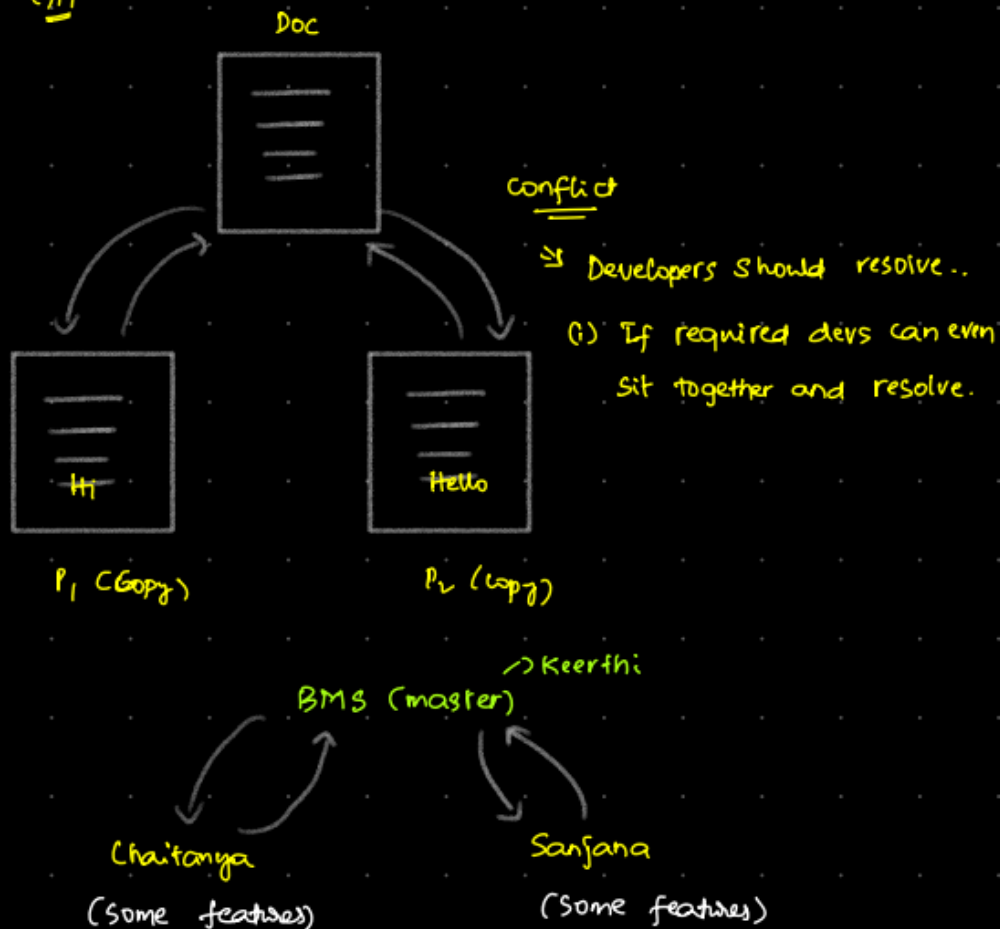 Doc
Conflict
⇒ Developers should resolve..
(i) If required devs can even
sit together and resolve.
Hi
Hello
P₁ (Copy)
P₂ (copy)
→ Keerthi
BMS (master)
Chaitanya
Sanjana
(Some features)
(Some features)